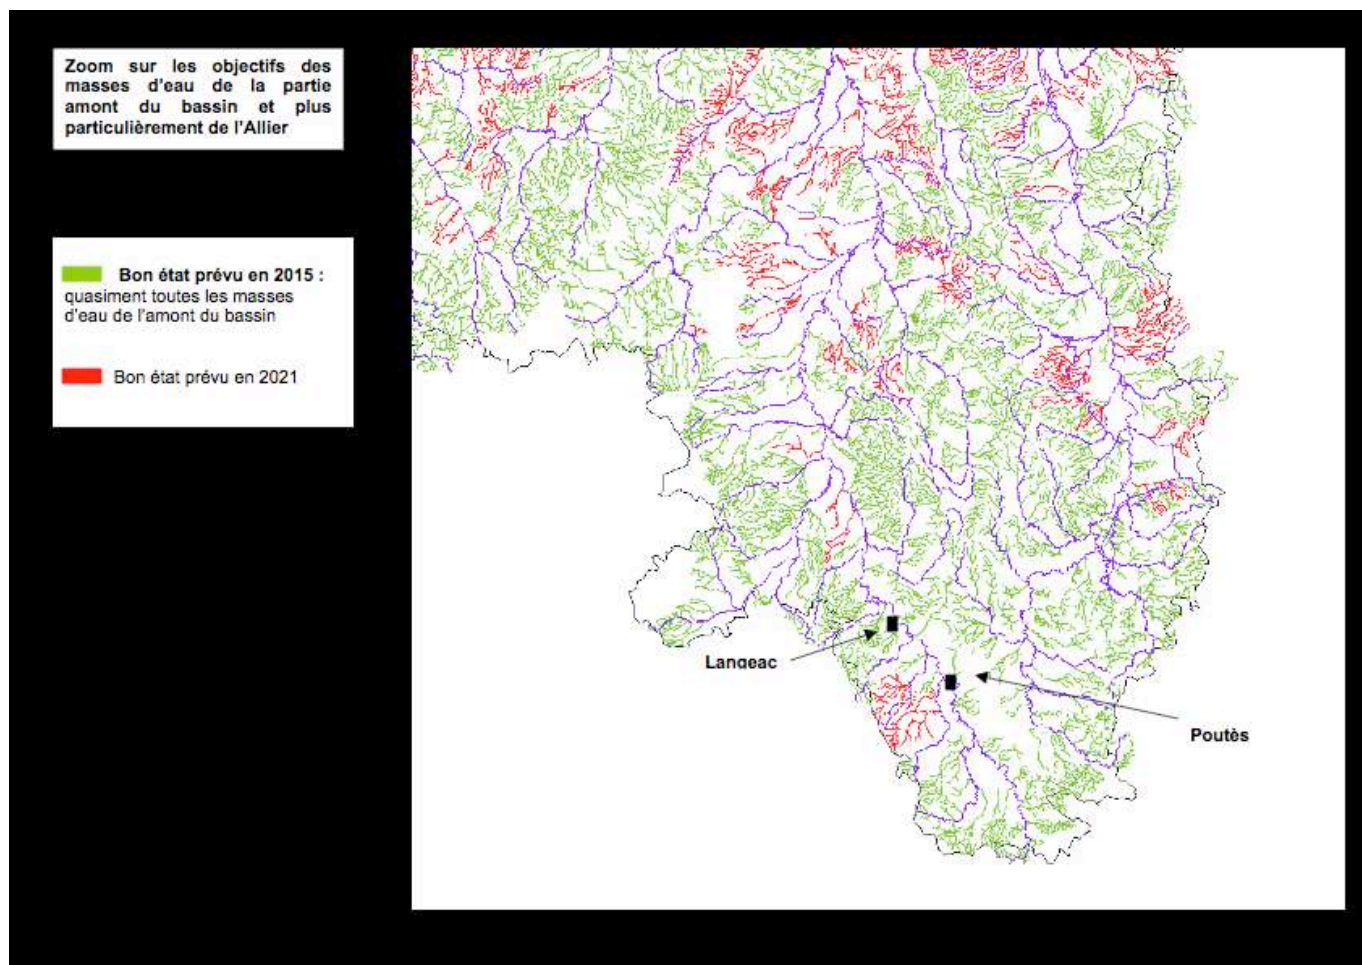 Zoom sur les objectifs des
masses d'eau de la partie
amont du bassin et plus
particulièrement de l'Allier
Bon état prévu en 2015 :
quasiment toutes les masses
d'eau de l'amont du bassin
Bon état prévu en 2021
Langeac
Poutès